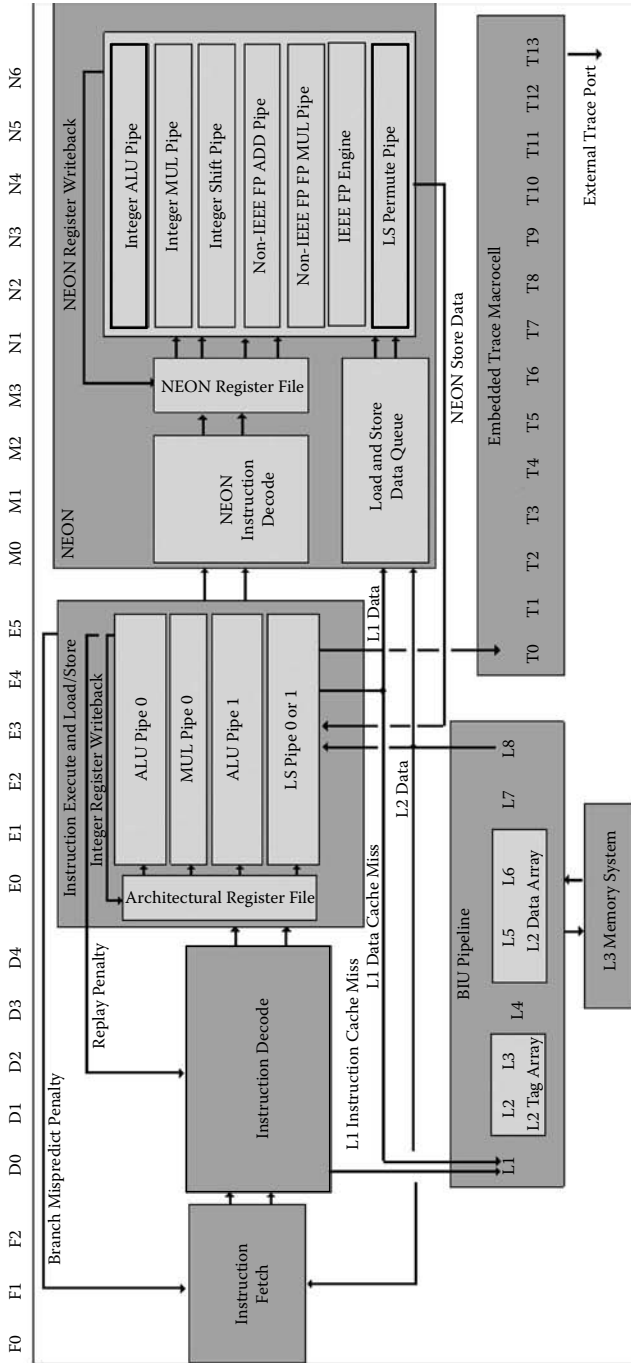 F0 F1 F2 D0 D1 D2 D3 D4 E0 E1 E2 E3 E4 E5 M0 M1 M2 M3 N1 N2 N3 N4 N5 N6
Branch Mispredict Penalty
Replay Penalty
Instruction
Fetch
Instruction Decode
Instruction Execute and Load/Store
Integer Register Writeback
Architectural Register File
ALU Pipe 0
MUL Pipe 0
ALU Pipe 1
LS Pipe 0 or 1
NEON
NEON Register Writeback
NEON
Instruction
Decode
NEON Register File
Integer ALU Pipe
Integer MUL Pipe
Integer Shift Pipe
Non-IEEE FP ADD Pipe
Non-IEEE FP FP MUL Pipe
IEEE FP Engine
LS Permute Pipe
Load and Store
Data Queue
L1 Instruction Cache Miss
L1 Data Cache Miss
L1 Data
L2 Data
NEON Store Data
BIU Pipeline
L1 L2 L3 L4 L5 L6 L7 L8
L2 Tag Array
L2 Data Array
L3 Memory System
Embedded Trace Macrocell
T0 T1 T2 T3 T4 T5 T6 T7 T8 T9 T10 T11 T12 T13
External Trace Port